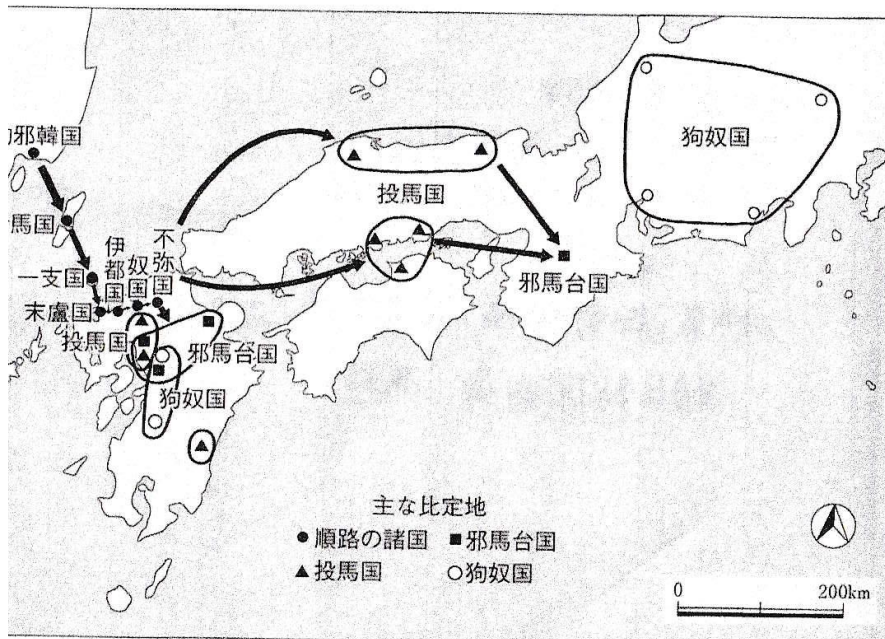 邪韓国
馬国
一支国
末盧国
伊都国
奴国
不弥国
投馬国
邪馬台国
狗奴国
投馬国
邪馬台国
狗奴国
主な比定地
●順路の諸国 ■邪馬台国
▲投馬国 ○狗奴国
0 200km